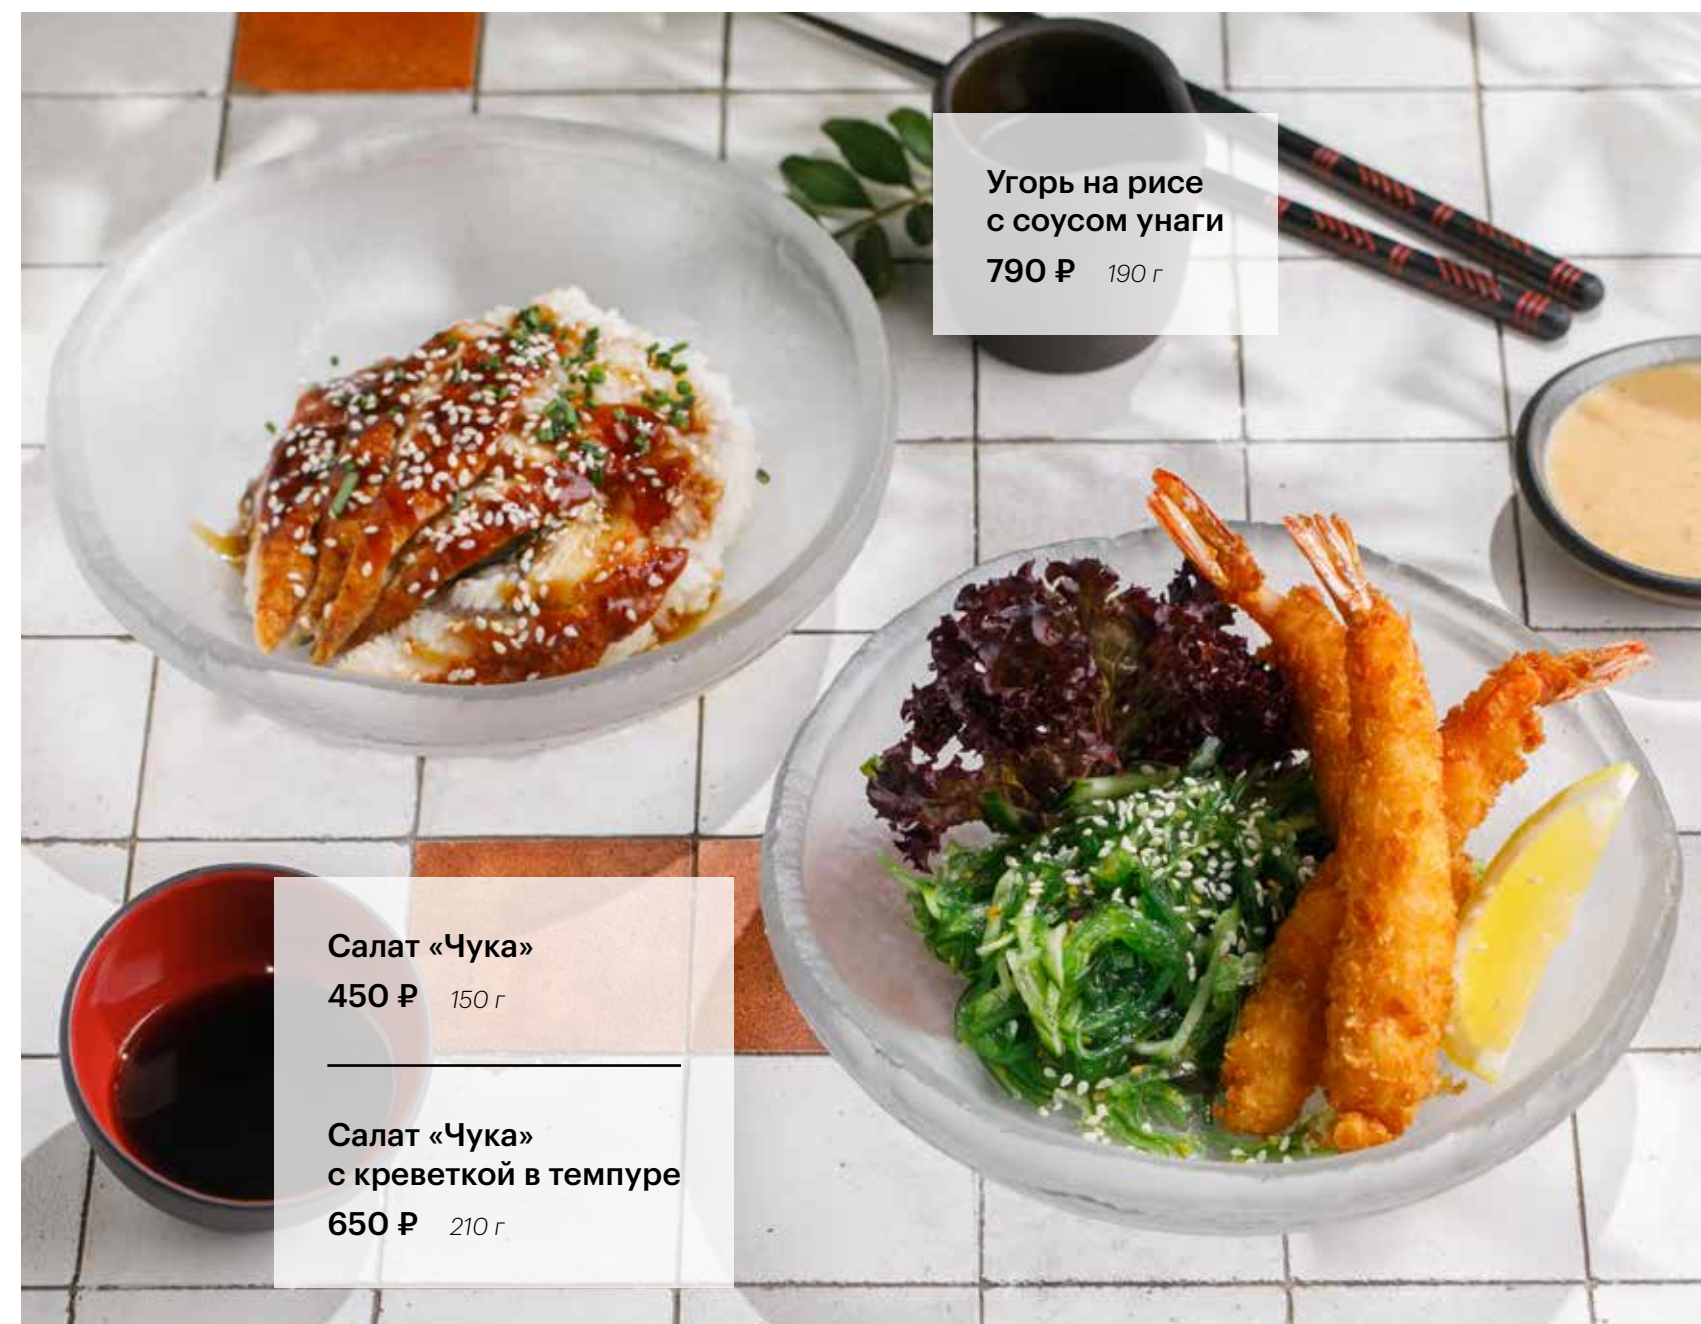 Угорь на рисе
с соусом унаги
790 ₽ 190 г
Салат «Чука»
450 ₽ 150 г
Салат «Чука»
с креветкой в темпуре
650 ₽ 210 г